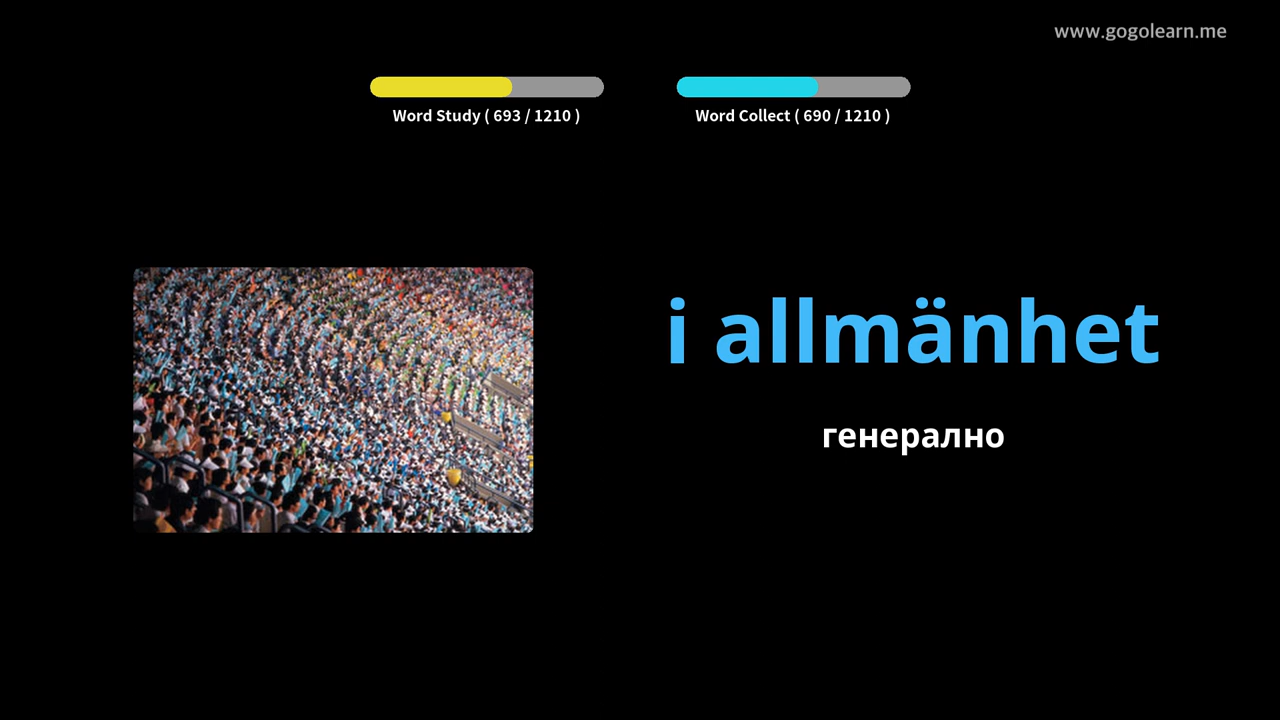 www.gogolearn.me
Word Study ( 693 / 1210 )
Word Collect ( 690 / 1210 )
i allmänhet
генерално